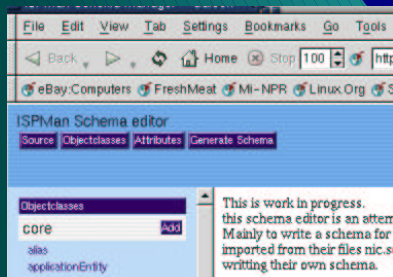 File Edit View Tab Settings Bookmarks Go Tools
Back Home Stop 100 http
eBay:Computers FreshMeat Mi-NPR Linux.Org S
ISPMan Schema editor
Source Objectclasses Attributes Generate Schema
Objectclasses
core Add
alias
applicationEntity
This is work in progress.
this schema editor is an attem
Mainly to write a schema for
imported from their files nic.s
writting their own schema.